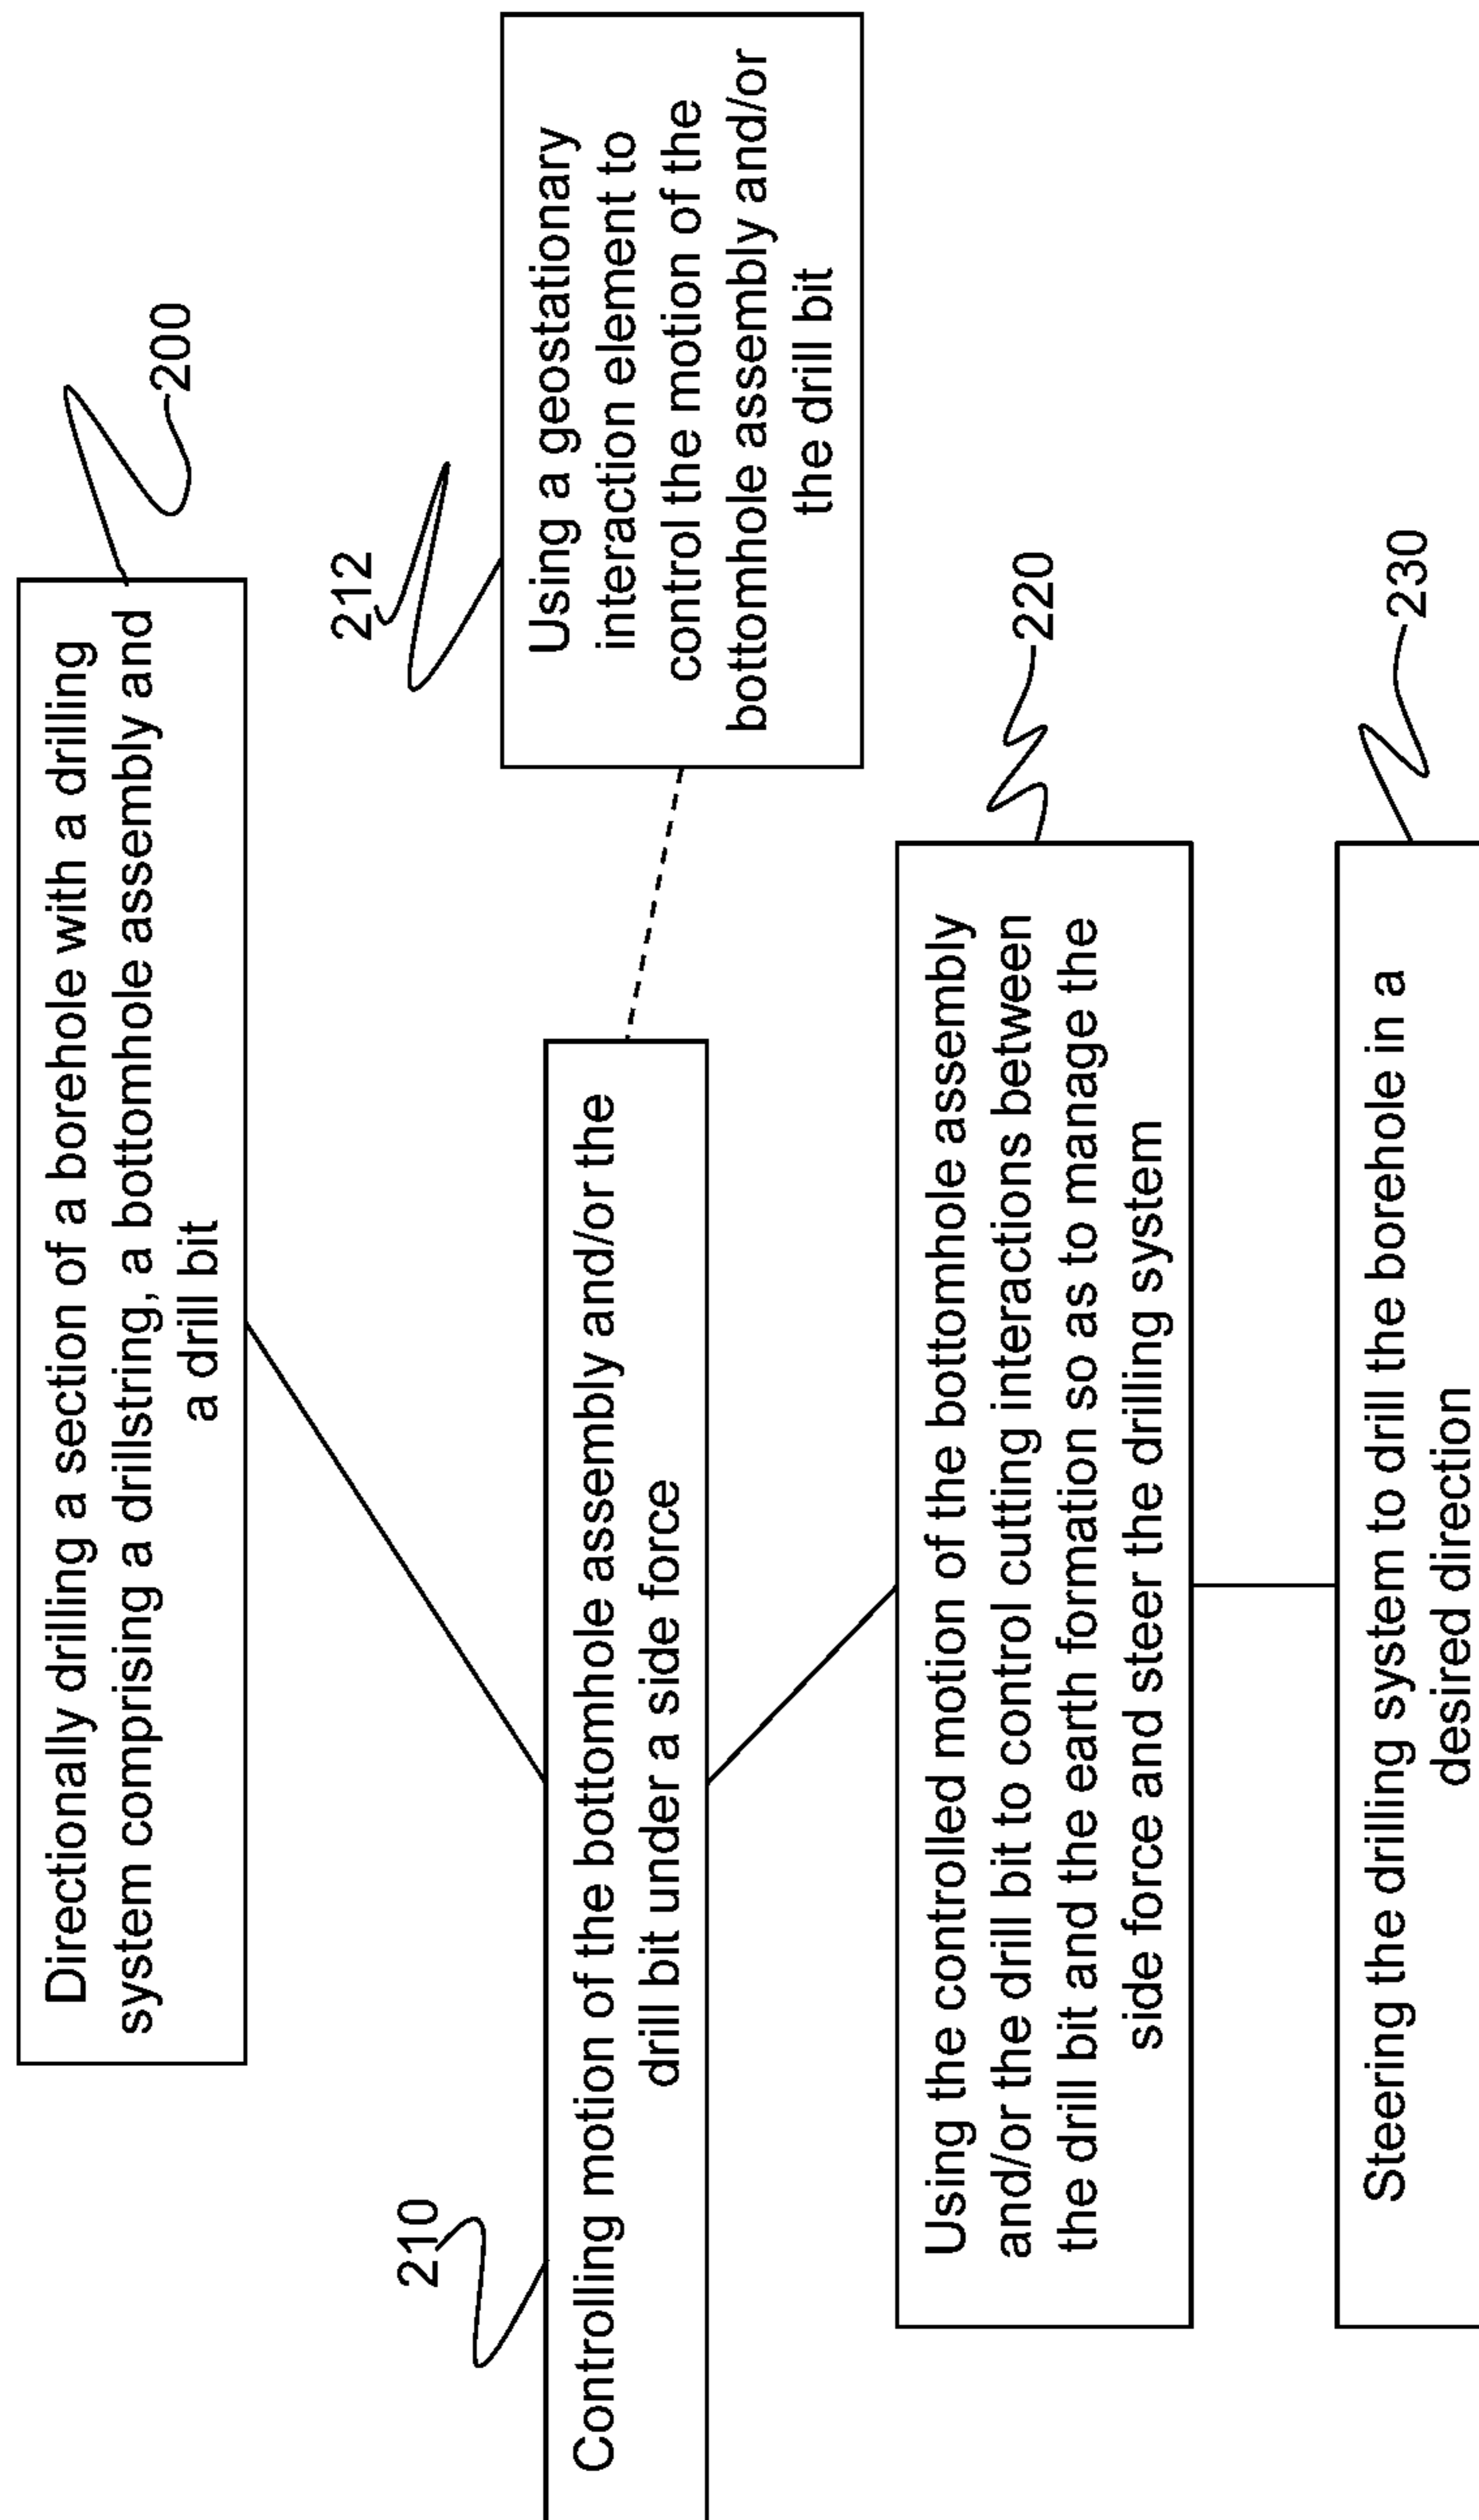 Directionally drilling a section of a borehole with a drilling
system comprising a drillstring, a bottomhole assembly and
a drill bit
200
210
Controlling motion of the bottomhole assembly and/or the
drill bit under a side force
212
Using a geostationary
interaction element to
control the motion of the
bottomhole assembly and/or
the drill bit
Using the controlled motion of the bottomhole assembly
and/or the drill bit to control cutting interactions between
the drill bit and the earth formation so as to manage the
side force and steer the drilling system
220
Steering the drilling system to drill the borehole in a
desired direction
230